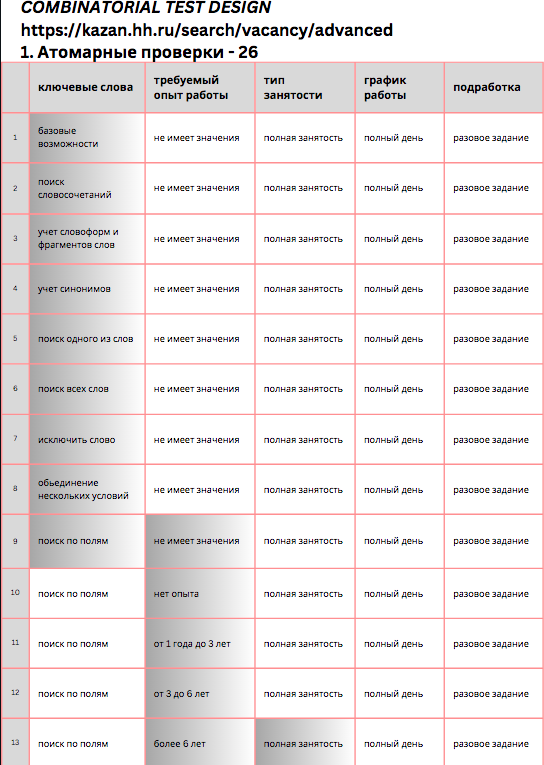 COMBINATORIAL TEST DESIGN
https://kazan.hh.ru/search/vacancy/advanced
1. Атомарные проверки - 26
ключевые слова требуемый опыт работы тип занятости график работы подработка
1 базовые возможности не имеет значения полная занятость полный день разовое задание
2 поиск словосочетаний не имеет значения полная занятость полный день разовое задание
3 учет словоформ и фрагментов слов не имеет значения полная занятость полный день разовое задание
4 учет синонимов не имеет значения полная занятость полный день разовое задание
5 поиск одного из слов не имеет значения полная занятость полный день разовое задание
6 поиск всех слов не имеет значения полная занятость полный день разовое задание
7 исключить слово не имеет значения полная занятость полный день разовое задание
8 обьединение нескольких условий не имеет значения полная занятость полный день разовое задание
9 поиск по полям не имеет значения полная занятость полный день разовое задание
10 поиск по полям нет опыта полная занятость полный день разовое задание
11 поиск по полям от 1 года до 3 лет полная занятость полный день разовое задание
12 поиск по полям от 3 до 6 лет полная занятость полный день разовое задание
13 поиск по полям более 6 лет полная занятость полный день разовое задание